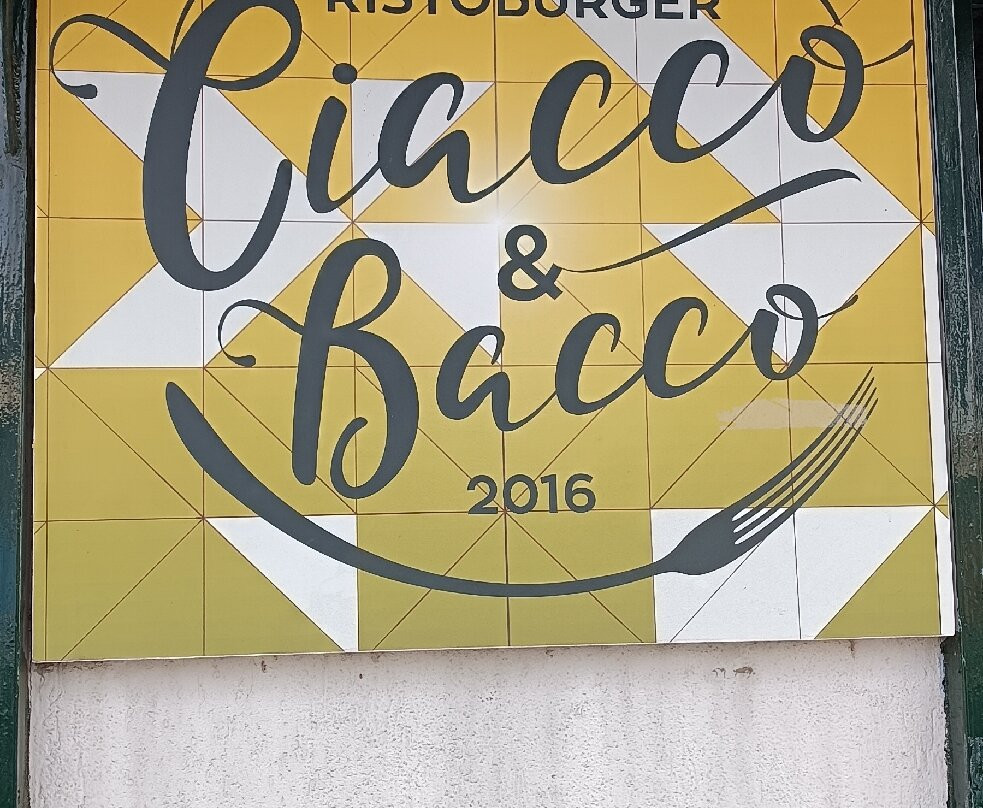 RISTOBURGER
Ciacco
&
Bacco
2016